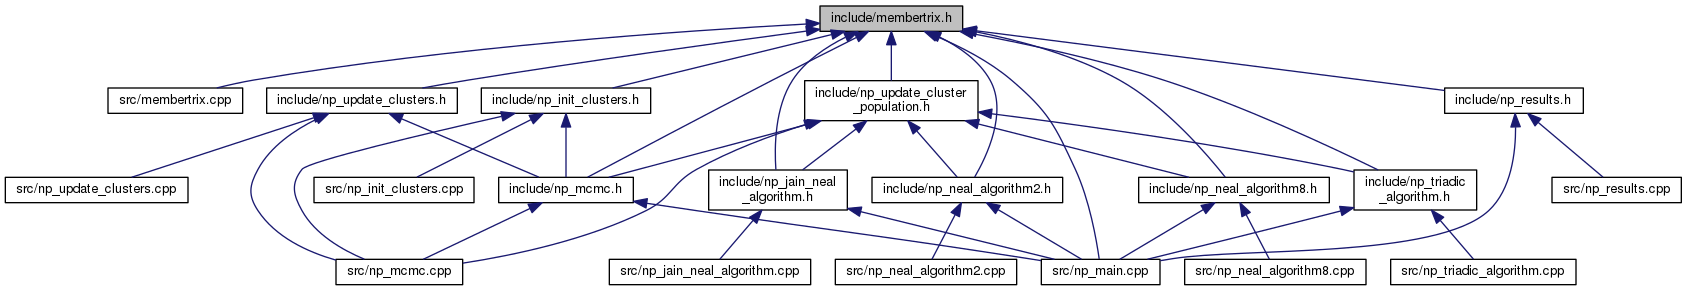 include/membertrix.h
src/membertrix.cpp
include/np_update_clusters.h
include/np_init_clusters.h
include/np_update_cluster
_population.h
include/np_results.h
src/np_update_clusters.cpp
src/np_init_clusters.cpp
include/np_mcmc.h
include/np_jain_neal
_algorithm.h
include/np_neal_algorithm2.h
include/np_neal_algorithm8.h
include/np_triadic
_algorithm.h
src/np_results.cpp
src/np_mcmc.cpp
src/np_jain_neal_algorithm.cpp
src/np_neal_algorithm2.cpp
src/np_main.cpp
src/np_neal_algorithm8.cpp
src/np_triadic_algorithm.cpp